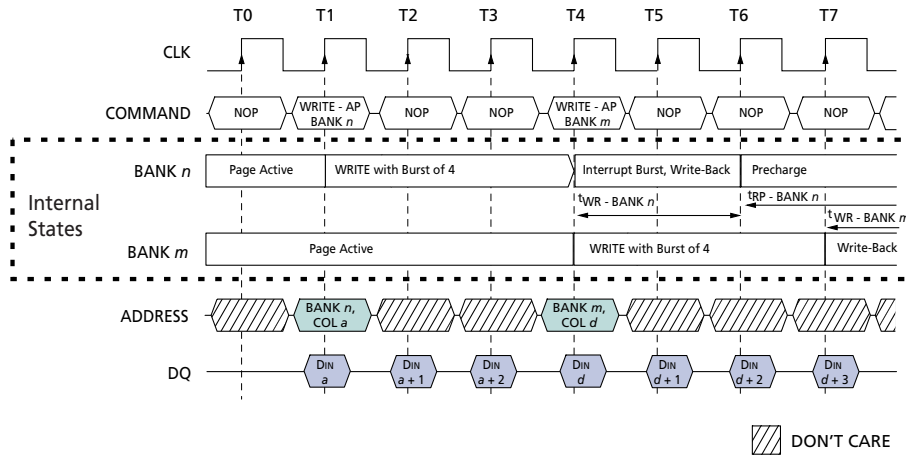 T0 T1 T2 T3 T4 T5 T6 T7
CLK
COMMAND NOP WRITE - AP BANK n NOP NOP WRITE - AP BANK m NOP NOP NOP
Internal States
BANK n Page Active WRITE with Burst of 4 Interrupt Burst, Write-Back Precharge
tWR - BANK n tRP - BANK n
tWR - BANK m
BANK m Page Active WRITE with Burst of 4 Write-Back
ADDRESS BANK n, COL a BANK m, COL d
DQ DIN a DIN a + 1 DIN a + 2 DIN d DIN d + 1 DIN d + 2 DIN d + 3
DON'T CARE